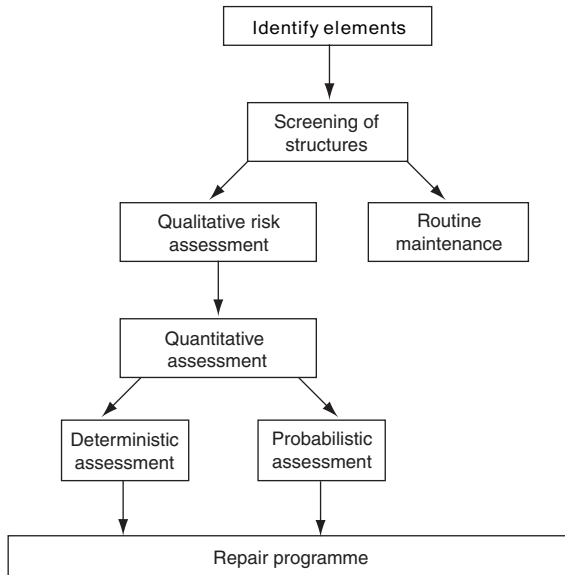 Identify elements
Screening of
structures
Qualitative risk
assessment
Routine
maintenance
Quantitative
assessment
Deterministic
assessment
Probabilistic
assessment
Repair programme